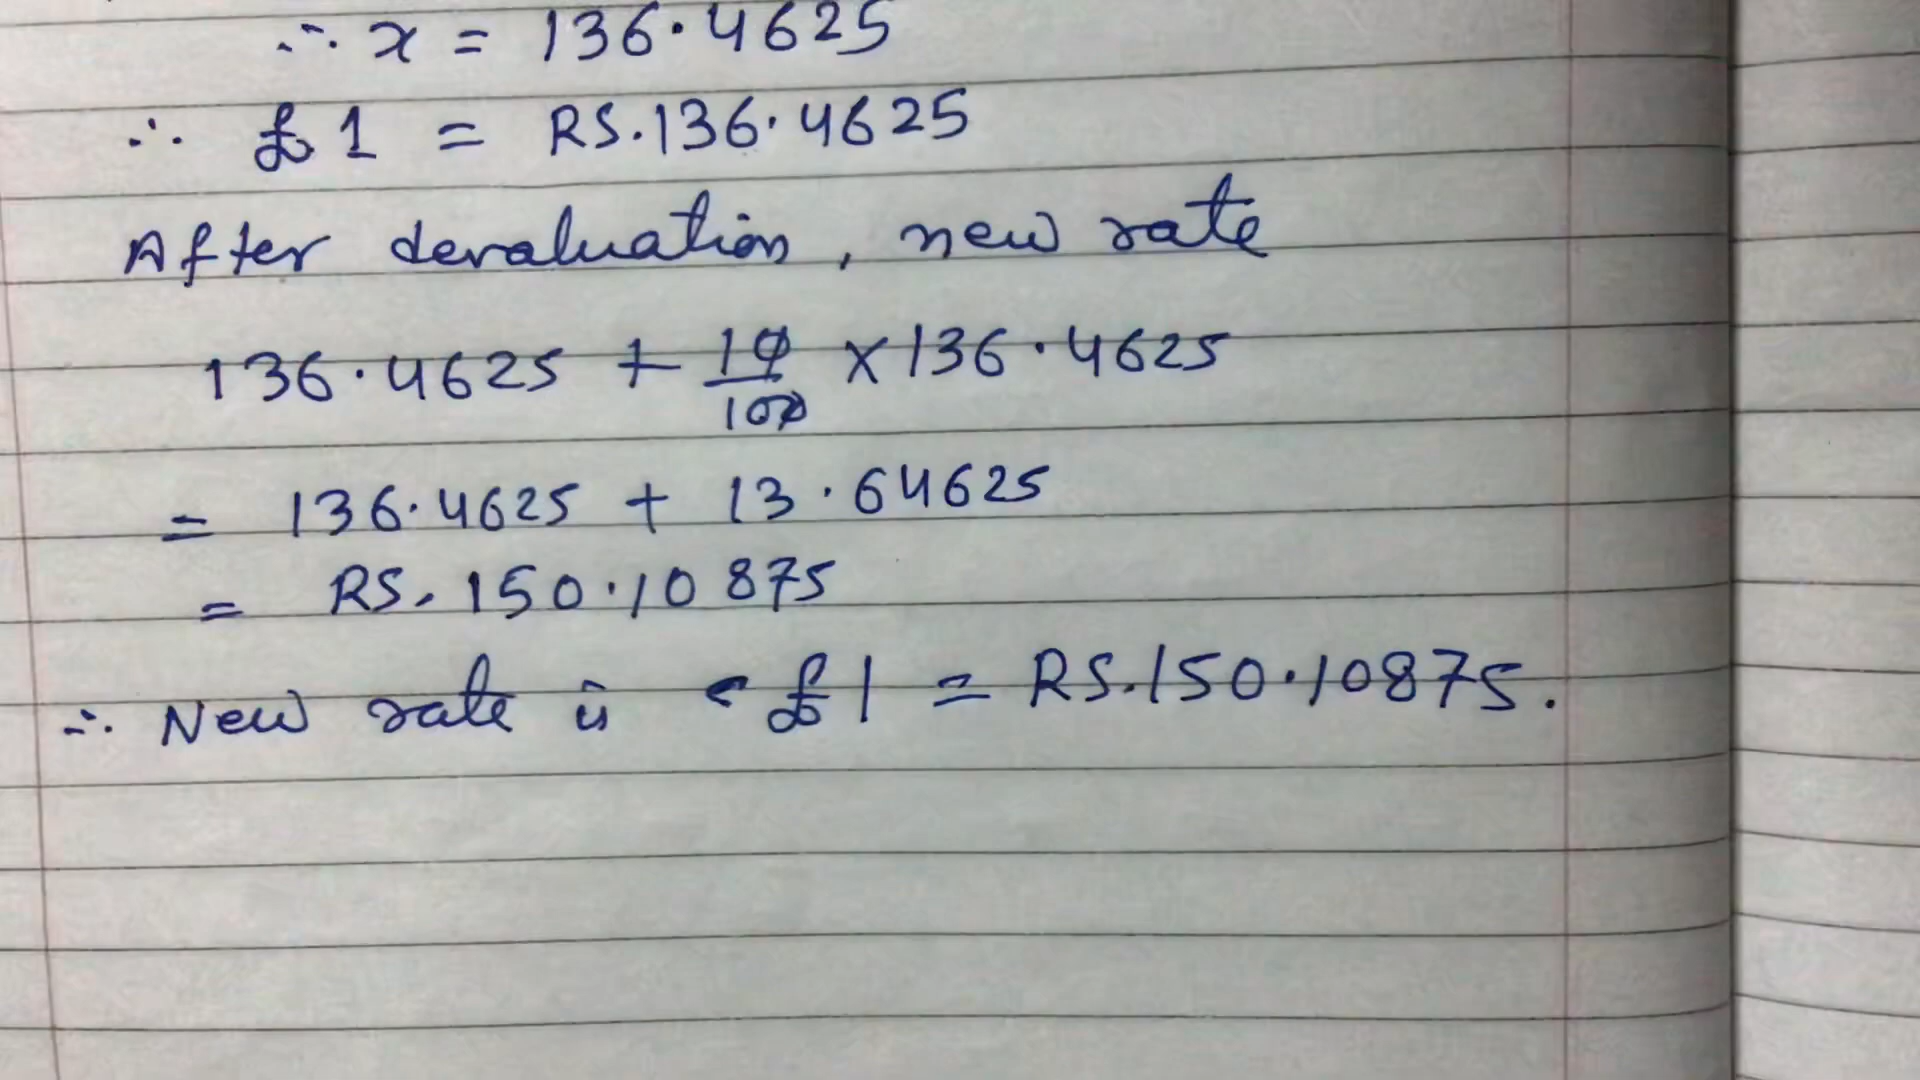 ∴ x = 136.4625
∴ £1 = RS.136.4625
After devaluation, new rate
136.4625 + 10/100 × 136.4625
= 136.4625 + 13.64625
= RS. 150.10875
∴ New rate is £1 = RS.150.10875.